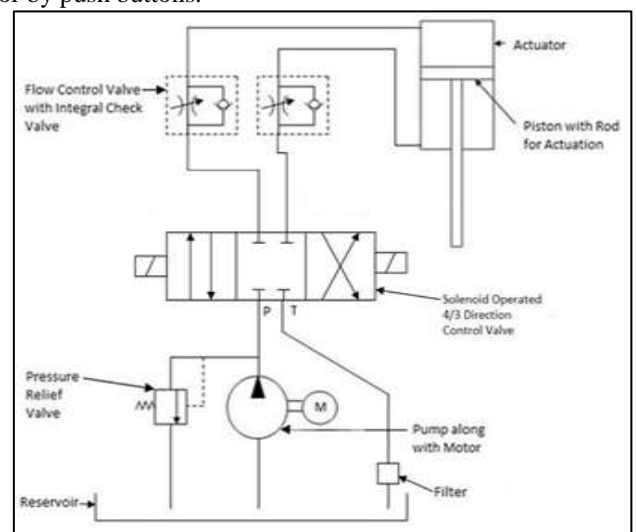 or by push buttons.
Actuator
Flow Control Valve
with Integral Check
Valve
Piston with Rod
for Actuation
Solenoid Operated
4/3 Direction
Control Valve
P T
Pressure
Relief
Valve
M
Pump along
with Motor
Filter
Reservoir